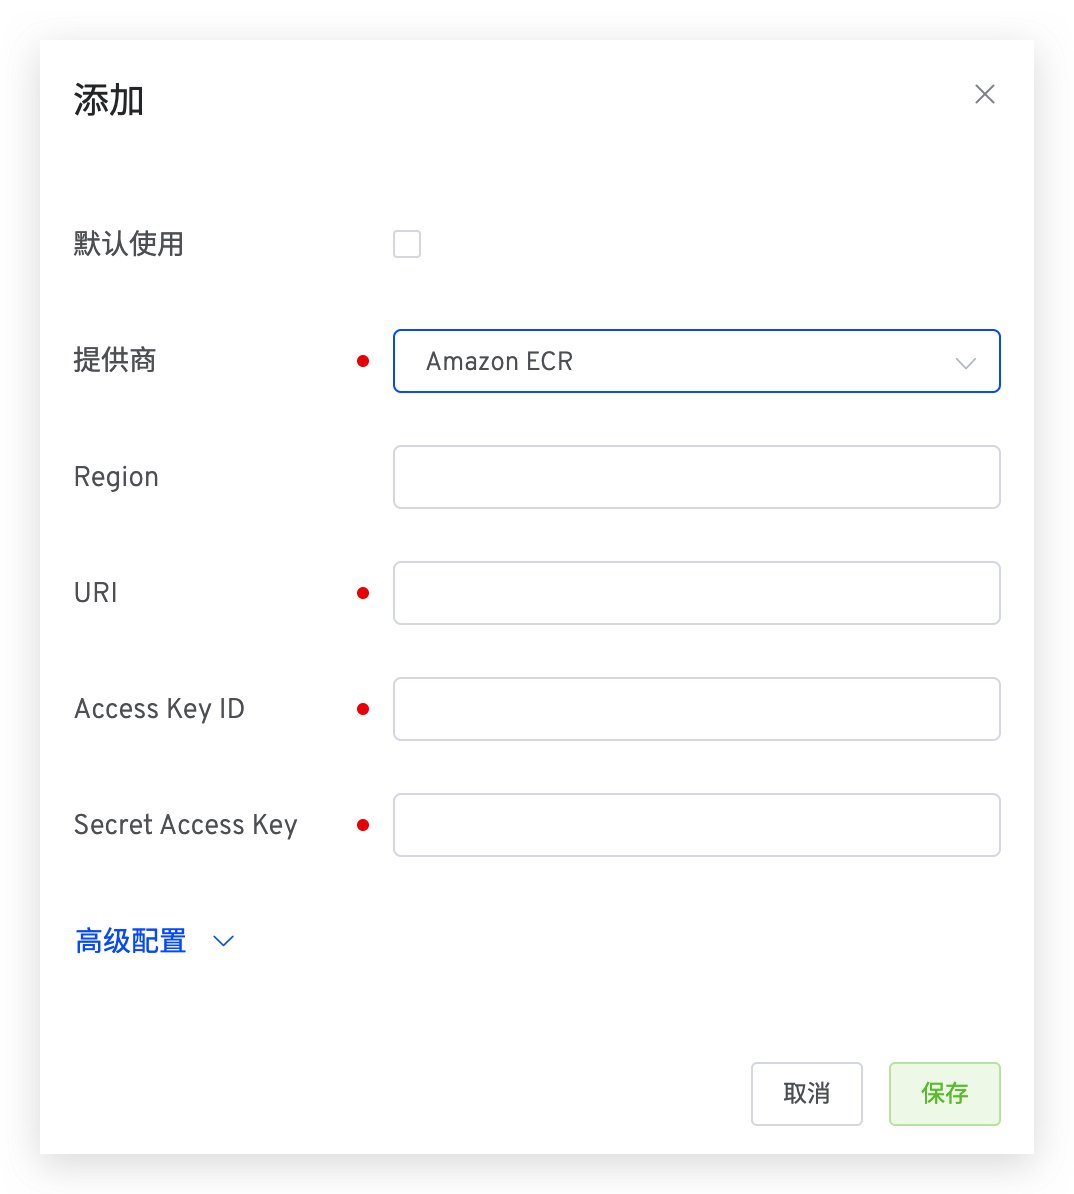 添加
默认使用
提供商
Amazon ECR
Region
URI
Access Key ID
Secret Access Key
高级配置
取消
保存